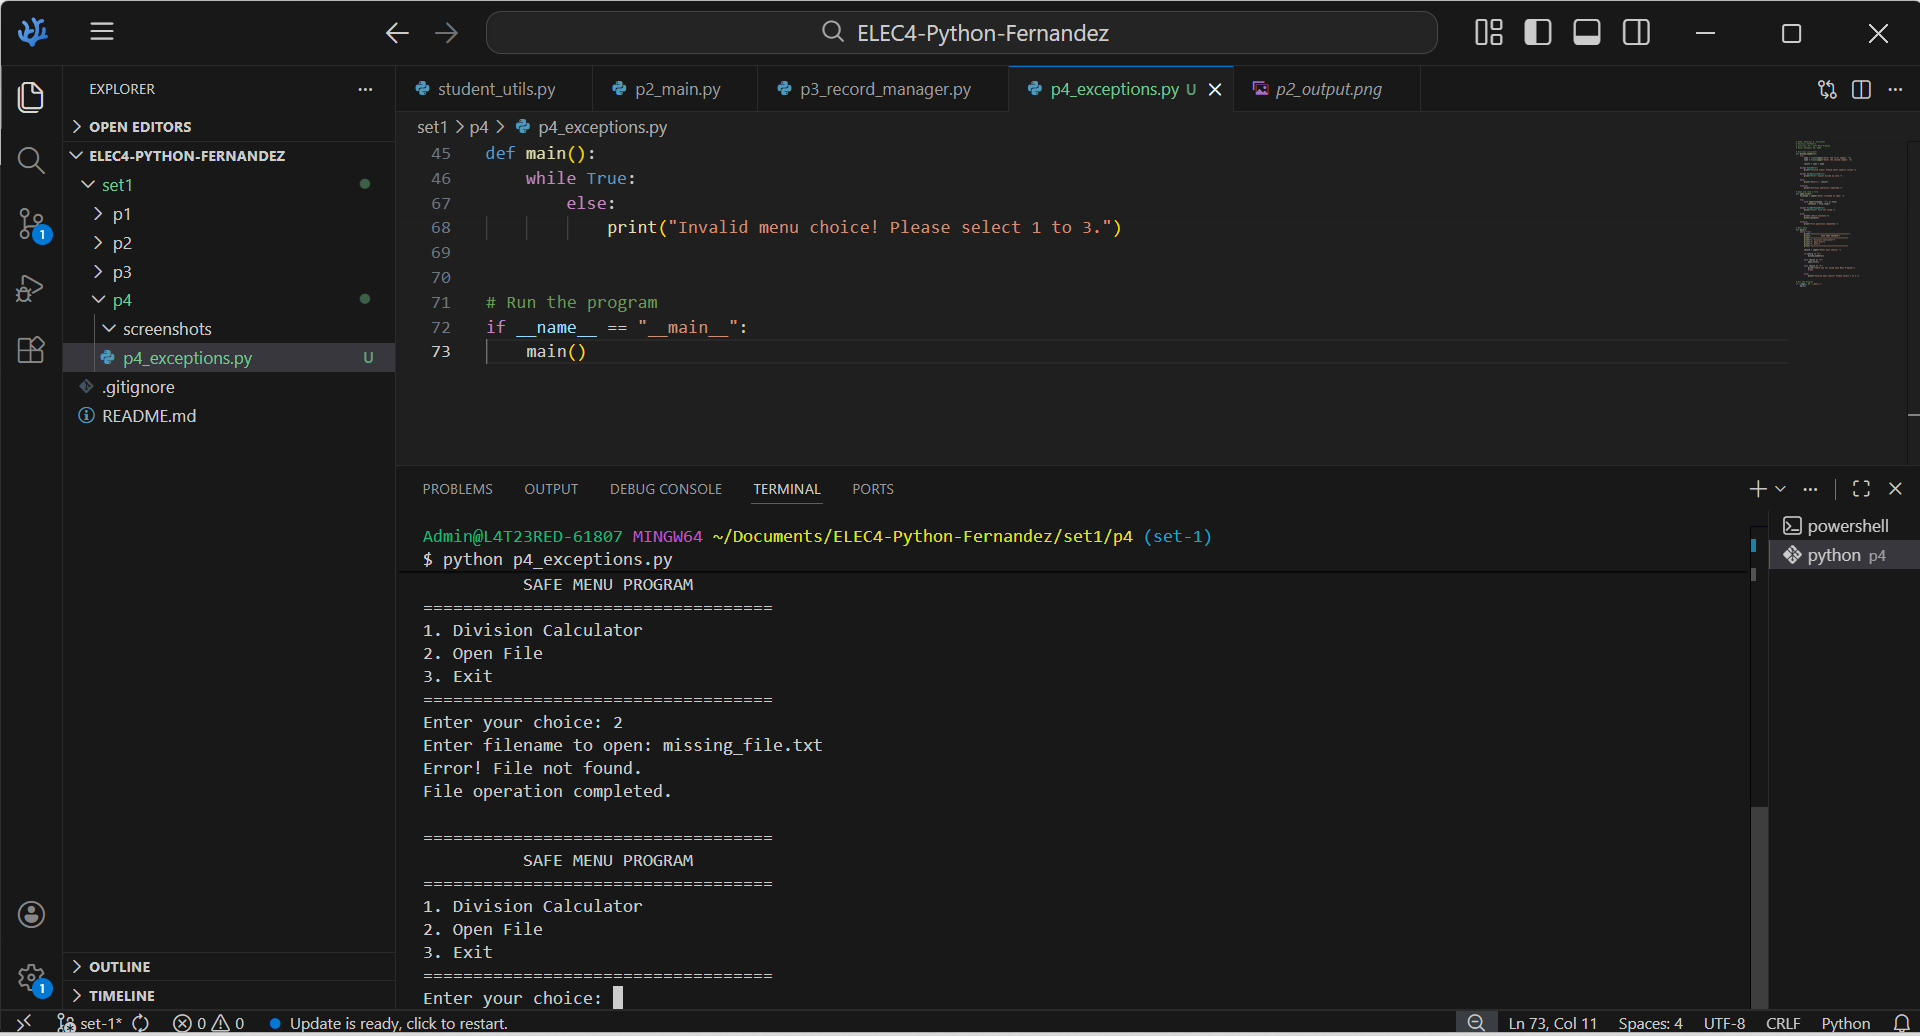 ELEC4-Python-Fernandez
EXPLORER
OPEN EDITORS
ELEC4-PYTHON-FERNANDEZ
set1
p1
p2
p3
p4
screenshots
p4_exceptions.py U
.gitignore
README.md
OUTLINE
TIMELINE
student_utils.py
p2_main.py
p3_record_manager.py
p4_exceptions.py U
p2_output.png
set1 > p4 > p4_exceptions.py
45 def main():
46 while True:
67 else:
68 print("Invalid menu choice! Please select 1 to 3.")
69
70
71 # Run the program
72 if __name__ == "__main__":
73 main()
PROBLEMS OUTPUT DEBUG CONSOLE TERMINAL PORTS
powershell
python p4
Admin@L4T23RED-61807 MINGW64 ~/Documents/ELEC4-Python-Fernandez/set1/p4 (set-1)
$ python p4_exceptions.py
SAFE MENU PROGRAM
===================================
1. Division Calculator
2. Open File
3. Exit
===================================
Enter your choice: 2
Enter filename to open: missing_file.txt
Error! File not found.
File operation completed.
===================================
SAFE MENU PROGRAM
===================================
1. Division Calculator
2. Open File
3. Exit
===================================
Enter your choice:
1
1
set-1* 0 0 Update is ready, click to restart. Ln 73, Col 11 Spaces: 4 UTF-8 CRLF Python